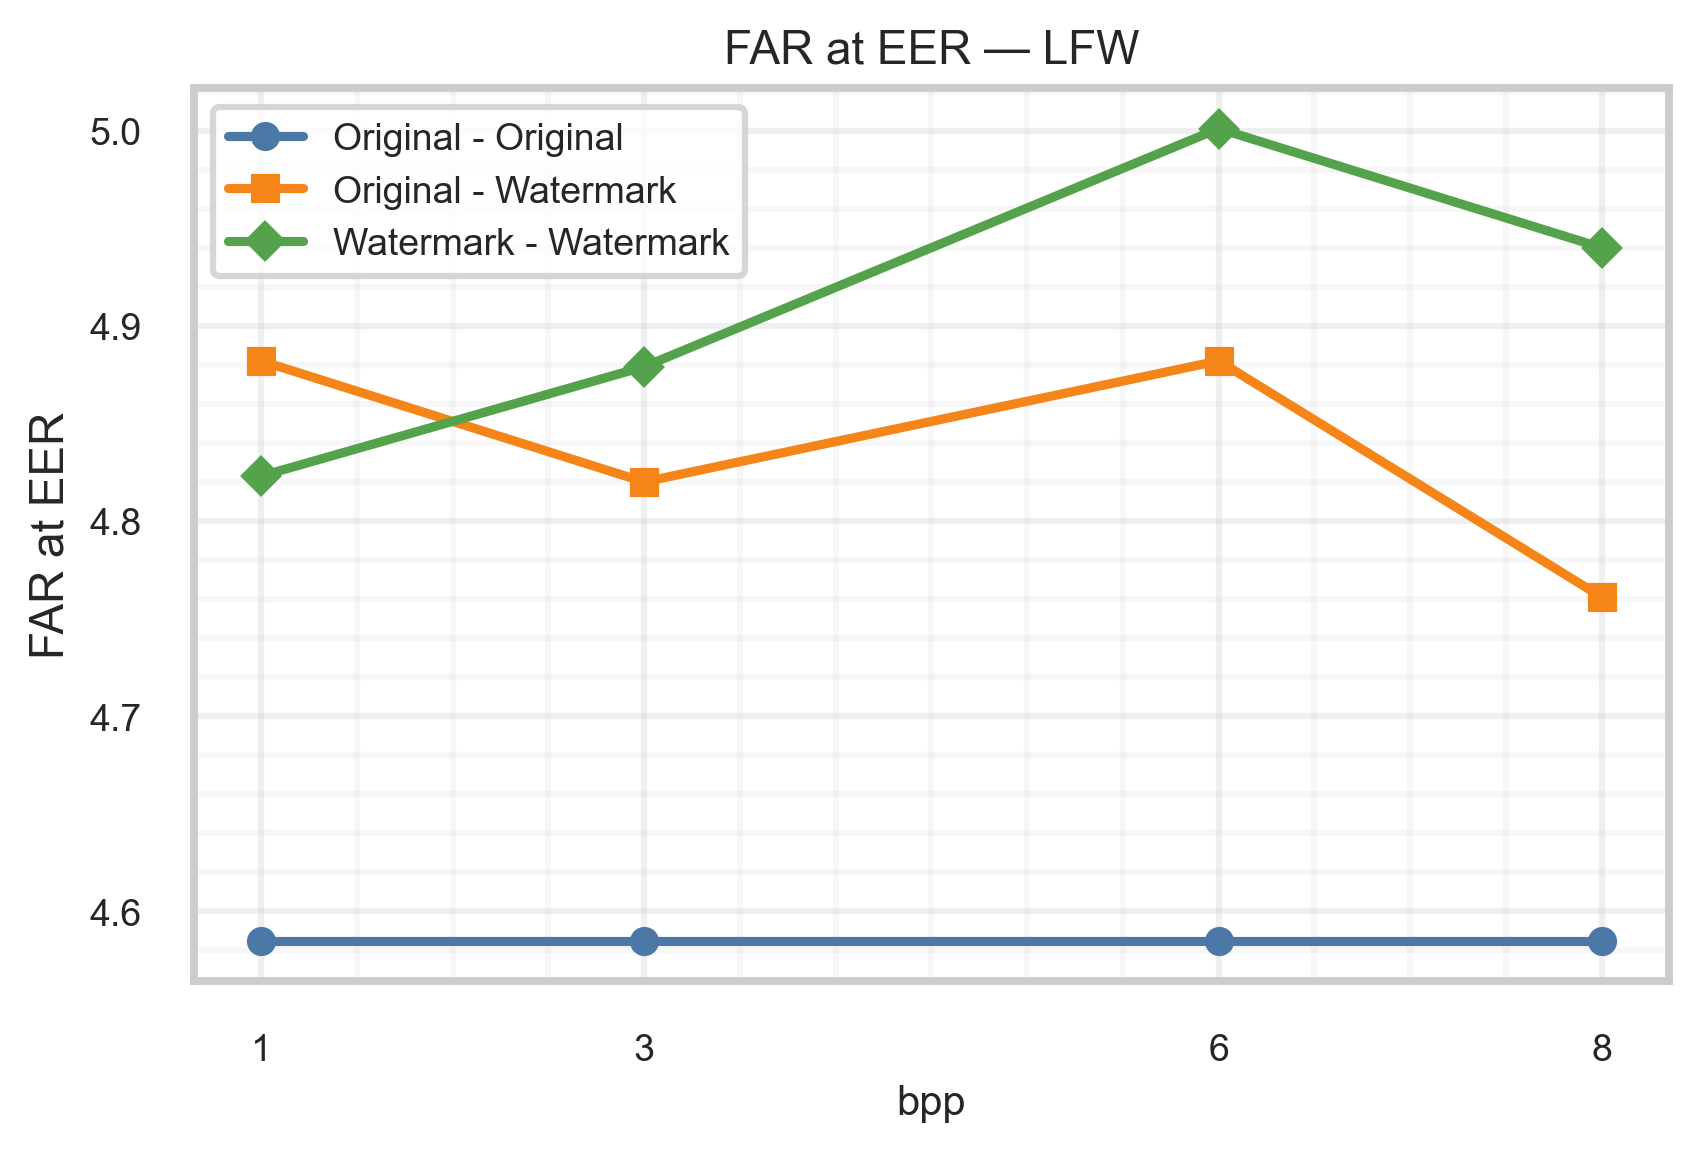 FAR at EER — LFW
Original - Original
Original - Watermark
Watermark - Watermark
5.0
4.9
4.8
4.7
4.6
FAR at EER
1 3 6 8
bpp